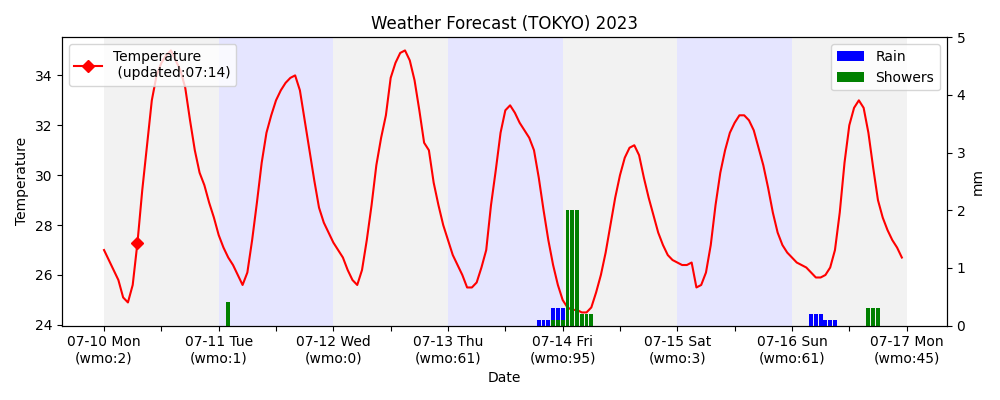 Weather Forecast (TOKYO) 2023
Temperature
(updated:07:14)
Rain
Showers
Temperature
34
32
30
28
26
24
5
4
3
2
1
0
mm
07-10 Mon
(wmo:2)
07-11 Tue
(wmo:1)
07-12 Wed
(wmo:0)
07-13 Thu
(wmo:61)
07-14 Fri
(wmo:95)
07-15 Sat
(wmo:3)
07-16 Sun
(wmo:61)
07-17 Mon
(wmo:45)
Date